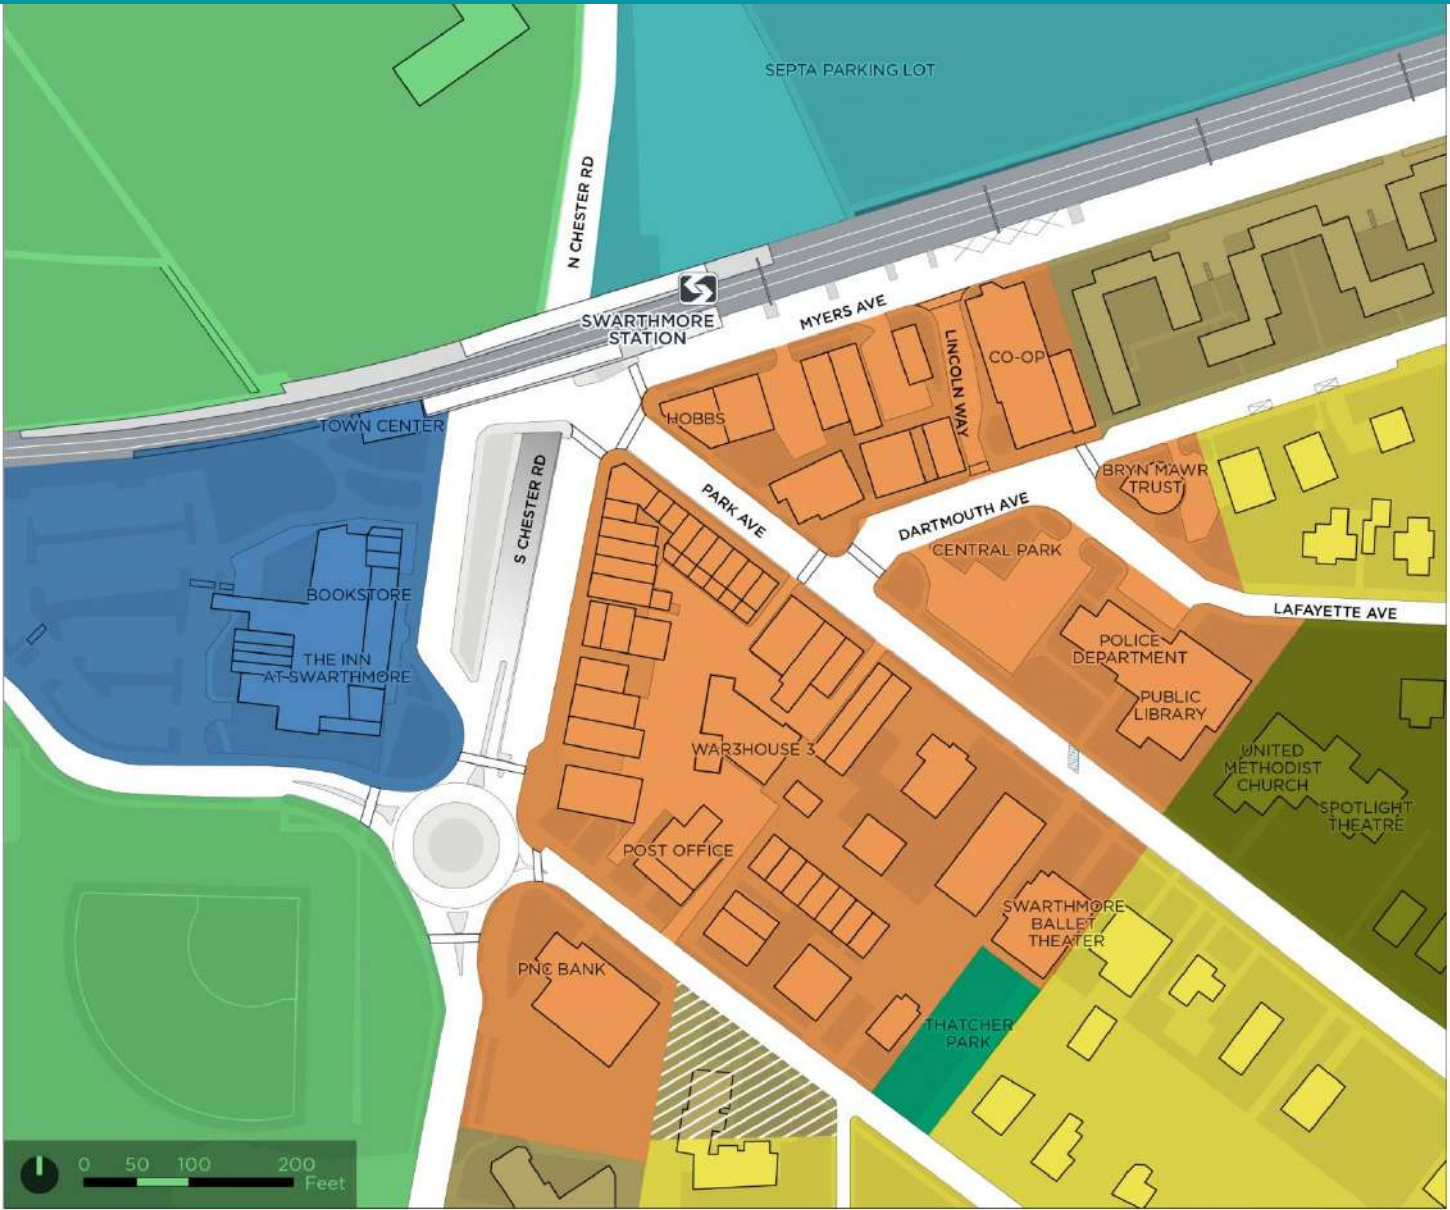 SEPTA PARKING LOT
N CHESTER RD
SWARTHMORE
STATION
MYERS AVE
LINCOLN WAY
CO-OP
HOBBS
TOWN CENTER
S CHESTER RD
PARK AVE
BRYN MAWR
TRUST
DARTMOUTH AVE
CENTRAL PARK
BOOKSTORE
LAFAYETTE AVE
THE INN
AT SWARTHMORE
POLICE
DEPARTMENT
PUBLIC
LIBRARY
WAR3HOUSE 3
UNITED
METHODIST
CHURCH
SPOTLIGHT
THEATRE
POST OFFICE
SWARTHMORE
BALLET
THEATER
PNC BANK
THATCHER
PARK
0 50 100 200
Feet